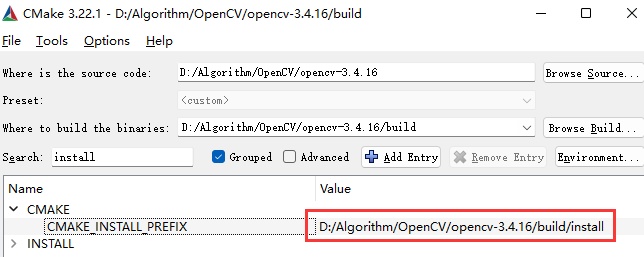 CMake 3.22.1 - D:/Algorithm/OpenCV/opencv-3.4.16/build
File Tools Options Help
Where is the source code: D:/Algorithm/OpenCV/opencv-3.4.16 Browse Source...
Preset: <custom>
Where to build the binaries: D:/Algorithm/OpenCV/opencv-3.4.16/build Browse Build...
Search: install Grouped Advanced Add Entry Remove Entry Environment...
Name Value
CMAKE
CMAKE_INSTALL_PREFIX D:/Algorithm/OpenCV/opencv-3.4.16/build/install
INSTALL